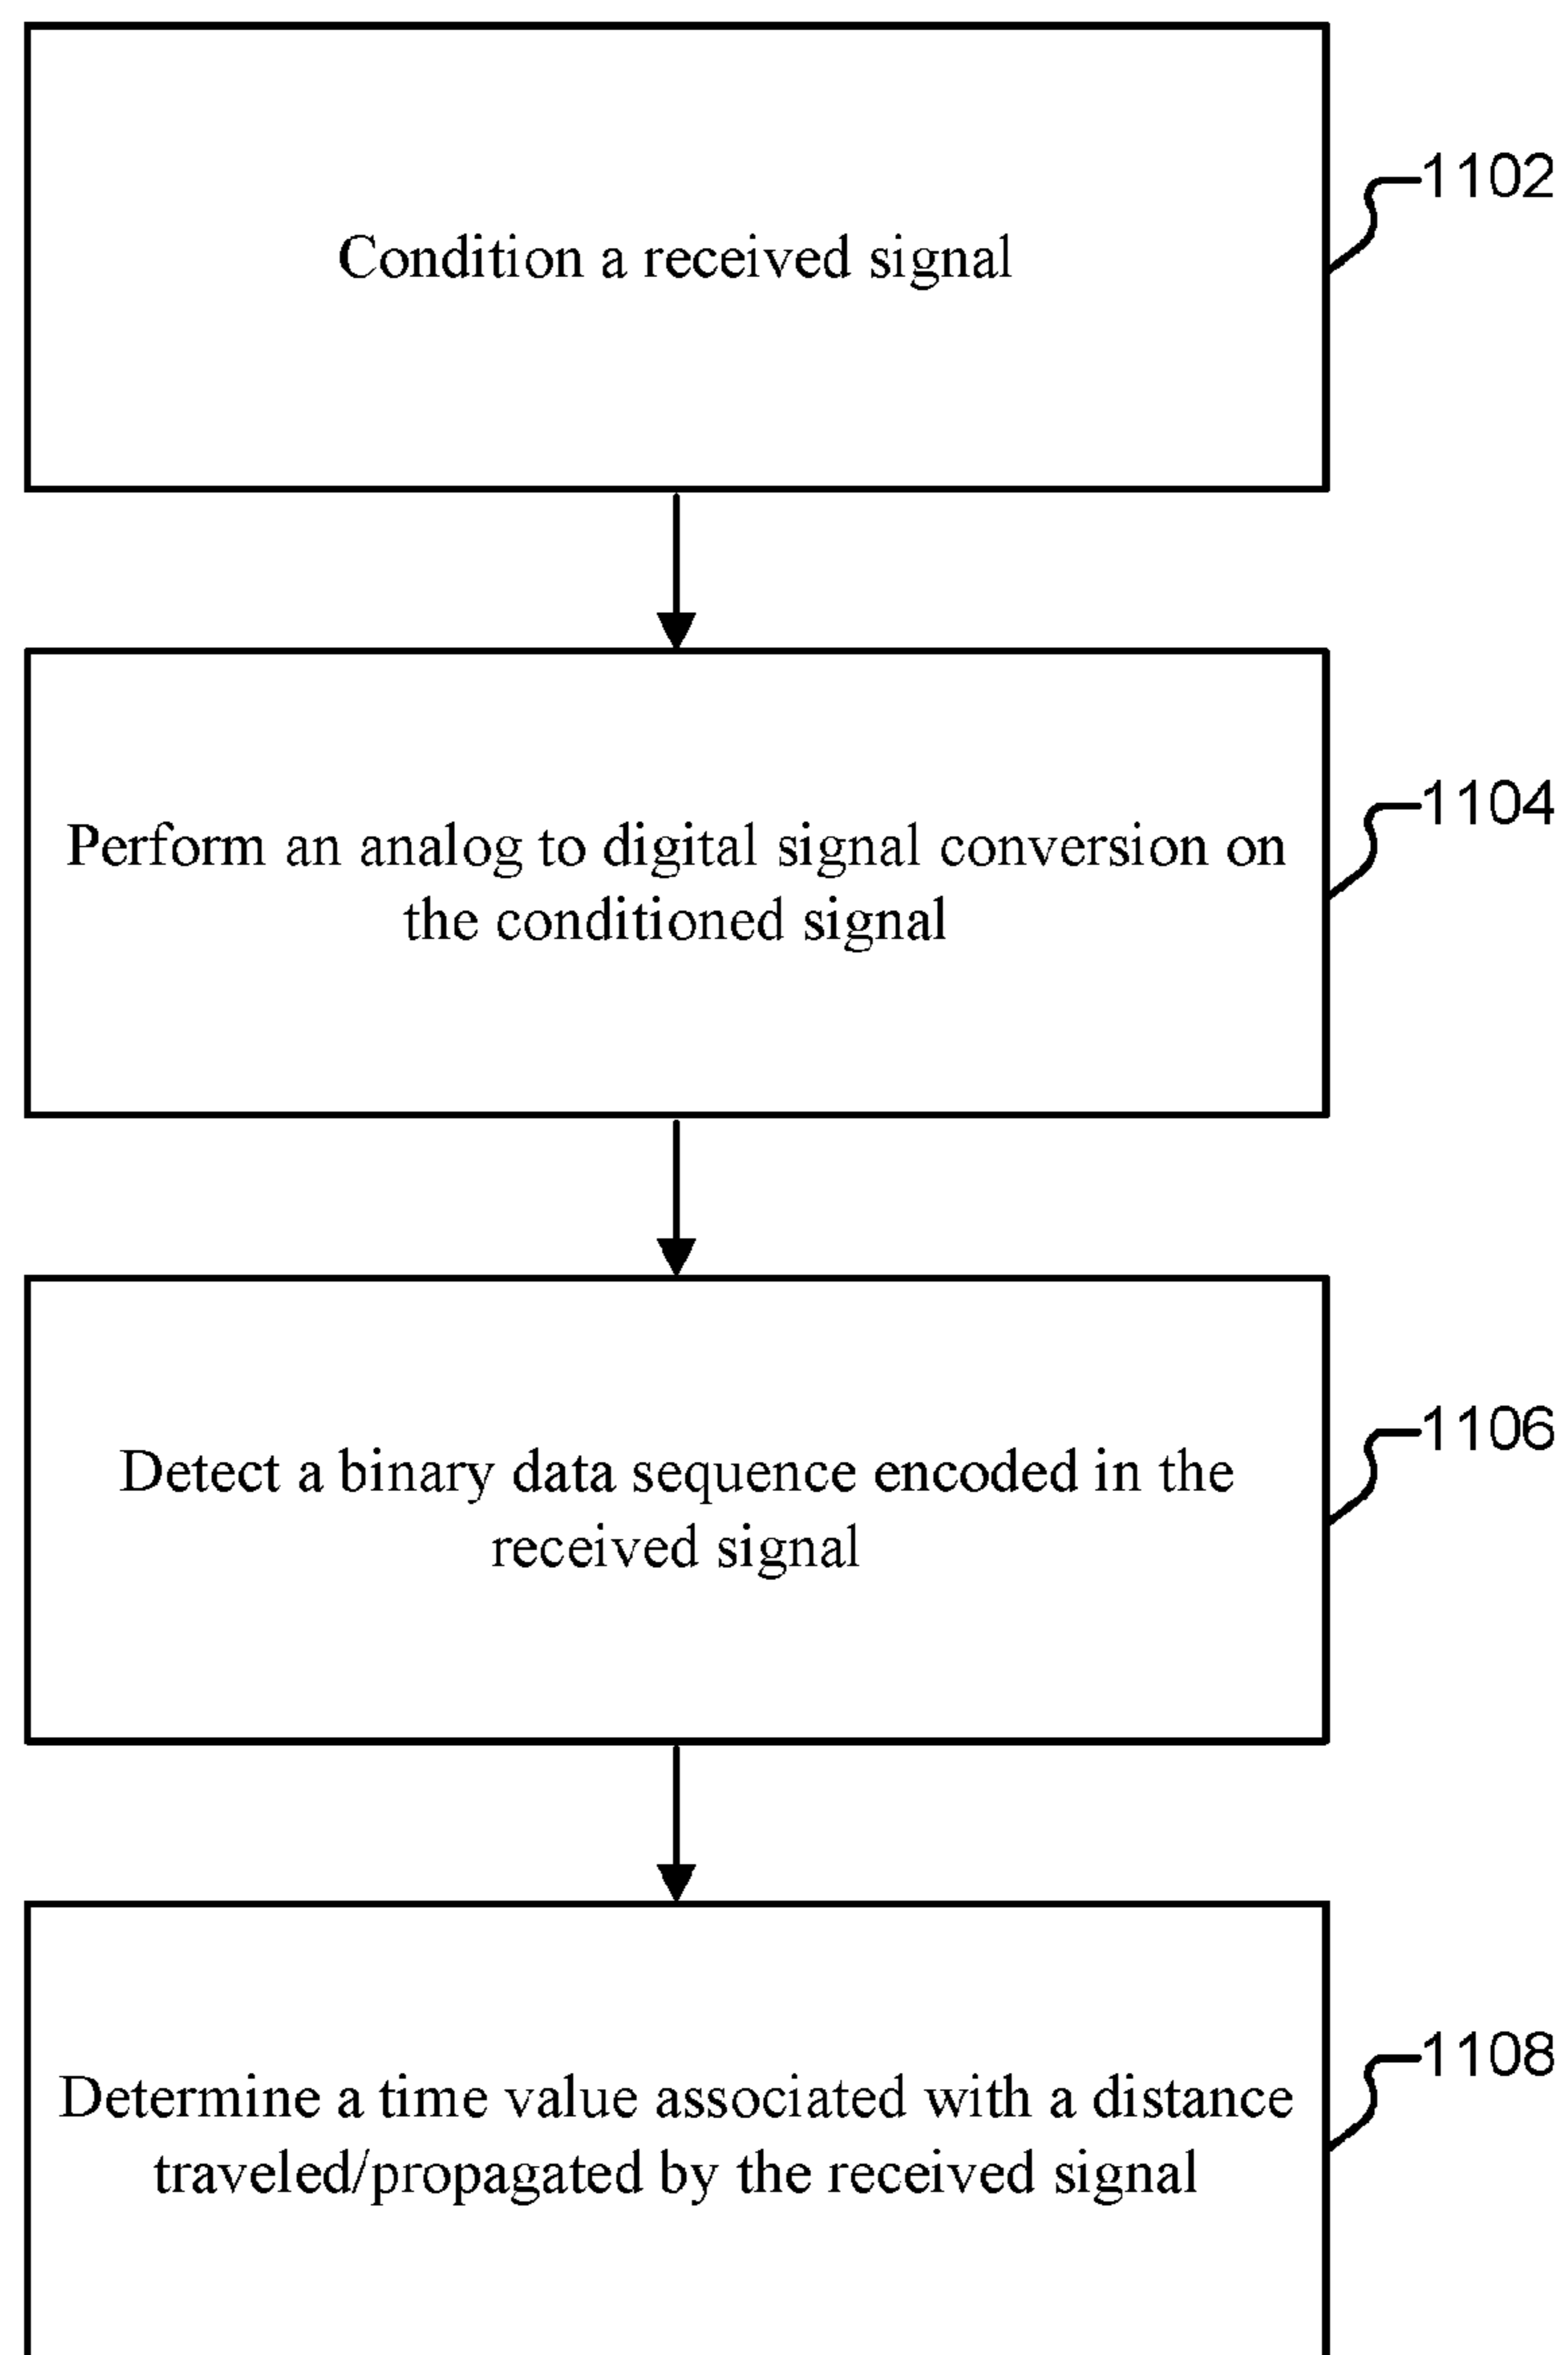 Condition a received signal
1102
Perform an analog to digital signal conversion on
the conditioned signal
1104
Detect a binary data sequence encoded in the
received signal
1106
Determine a time value associated with a distance
traveled/propagated by the received signal
1108